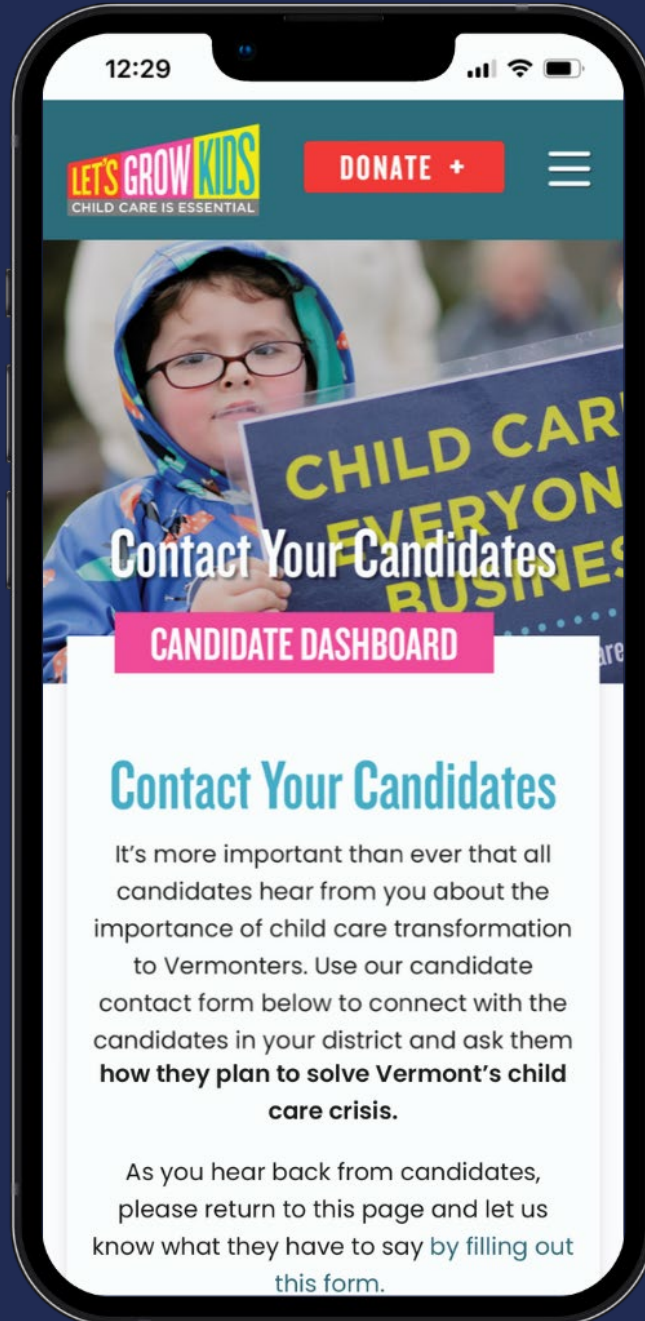 12:29
LET'S GROW KIDS
CHILD CARE IS ESSENTIAL
DONATE +
CHILD CAR
EVERYON
BUSINES
Contact Your Candidates
are
CANDIDATE DASHBOARD
Contact Your Candidates
It's more important than ever that all
candidates hear from you about the
importance of child care transformation
to Vermonters. Use our candidate
contact form below to connect with the
candidates in your district and ask them
how they plan to solve Vermont's child
care crisis.
As you hear back from candidates,
please return to this page and let us
know what they have to say by filling out
this form.